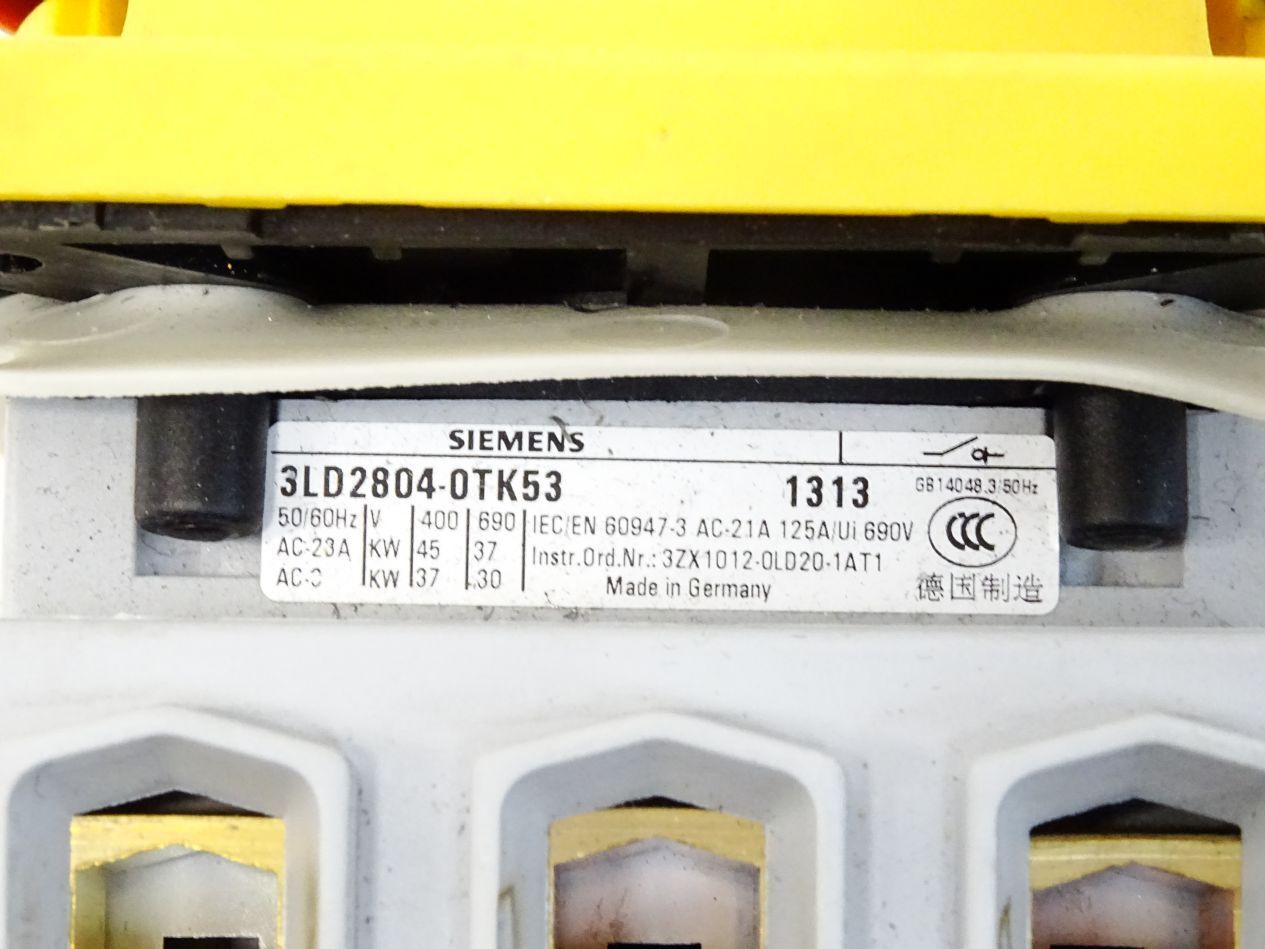 SIEMENS
3LD2804-0TK53 1313 GB14048.3/50Hz
50/60Hz V 400 690 IEC/EN 60947-3 AC-21A 125A/Ui 690V
AC-23A KW 45 37 Instr.Ord.Nr.: 3ZX1012-0LD20-1AT1
KW 37 30 Made in Germany 德国制造
CCC